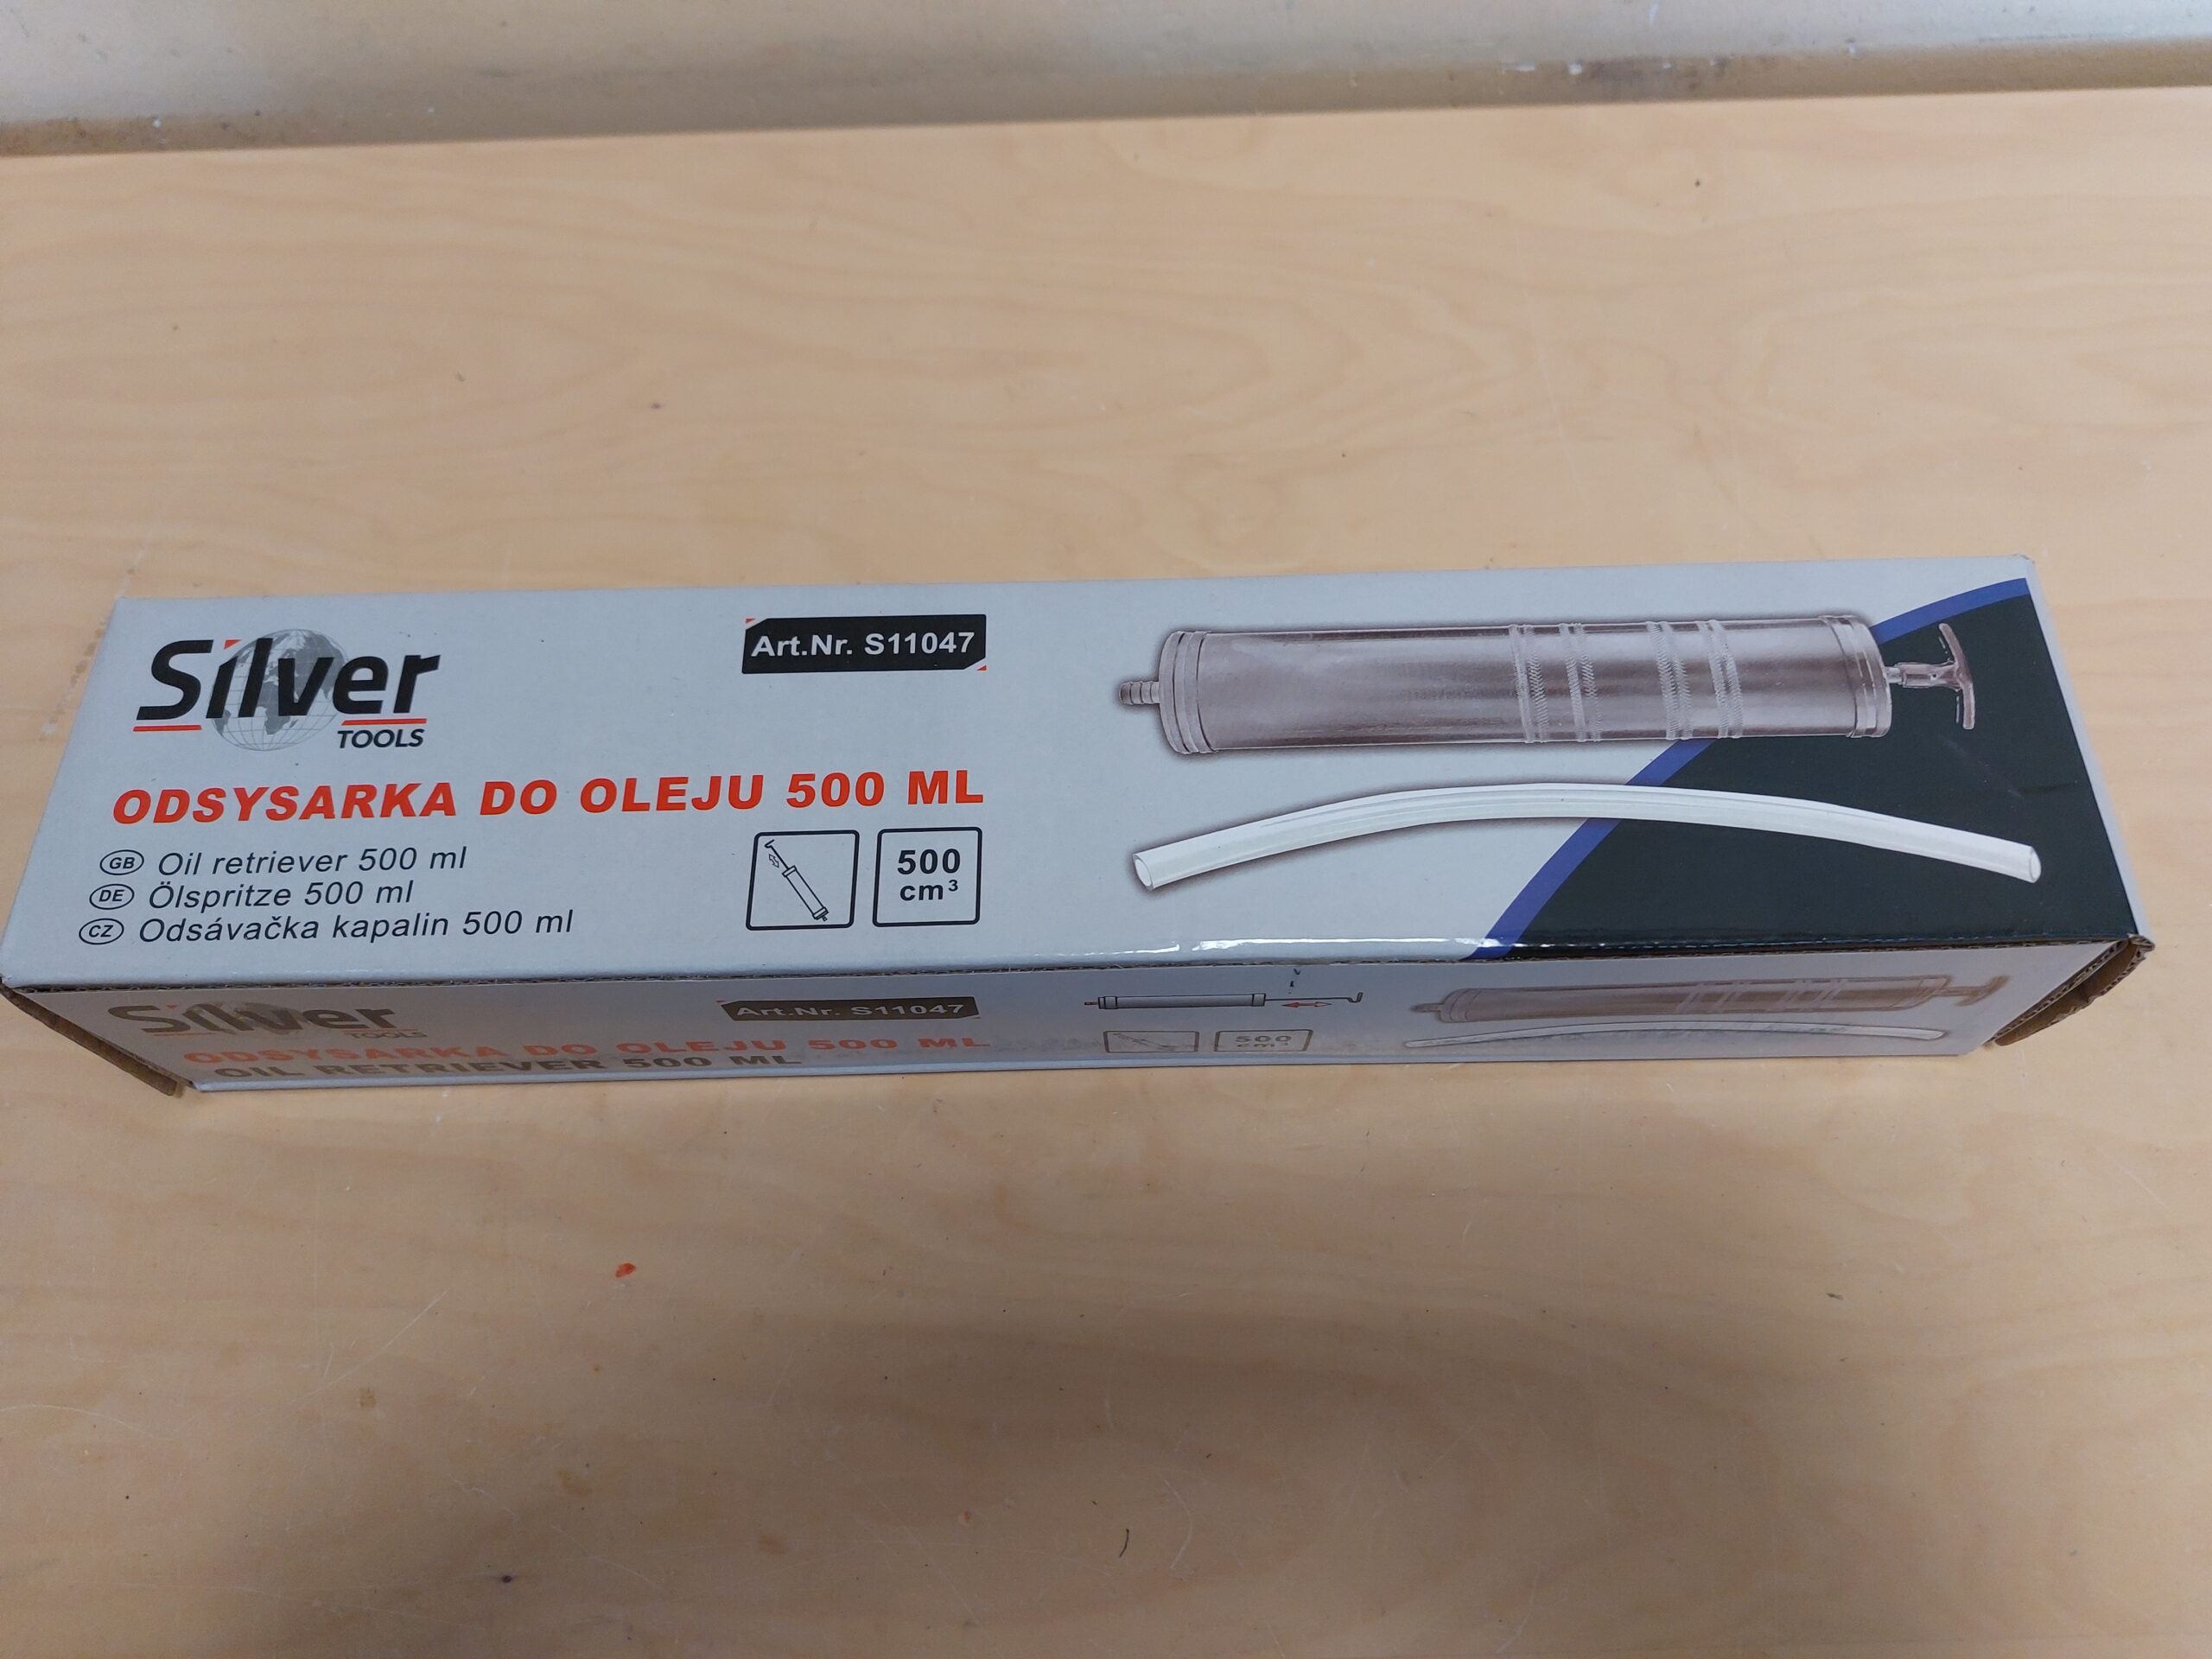 Silver
TOOLS
Art.Nr. S11047
ODSYSARKA DO OLEJU 500 ML
GB Oil retriever 500 ml
DE Ölspritze 500 ml
CZ Odsávačka kapalin 500 ml
500
cm³
Silver
TOOLS
Art.Nr. S11047
ODSYSARKA DO OLEJU 500 ML
OIL RETRIEVER 500 ML
500
cm³